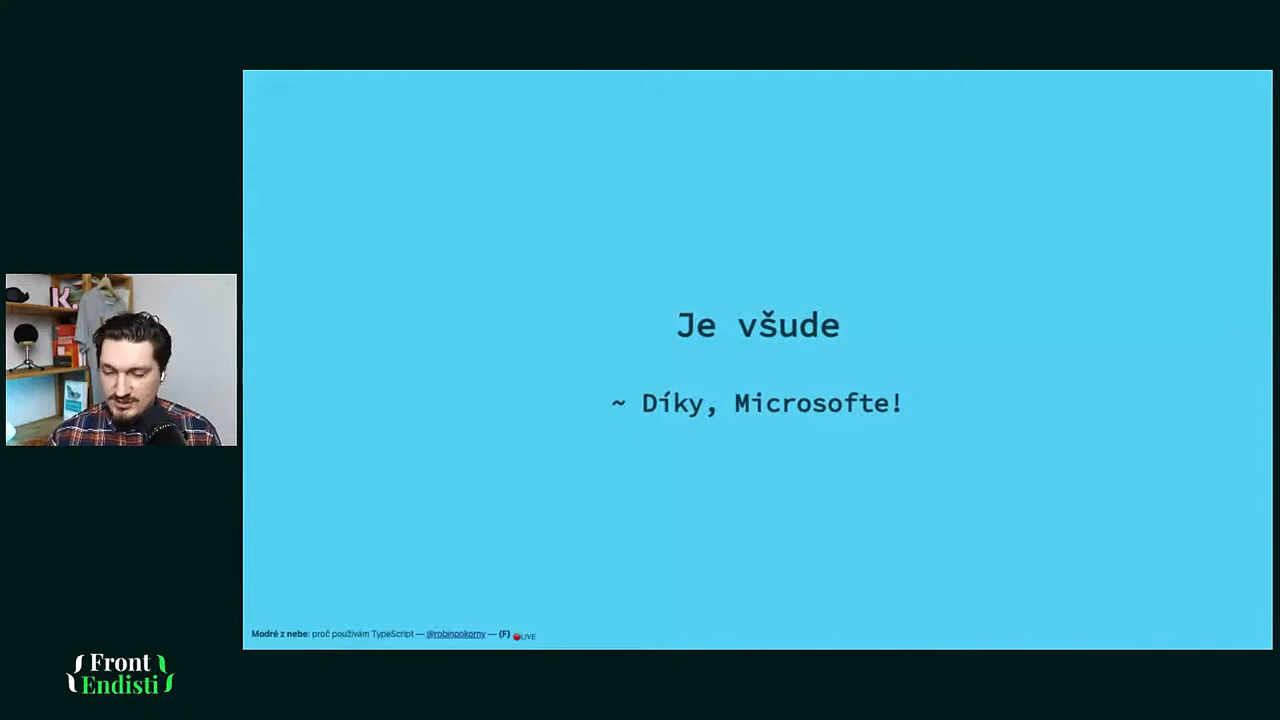 Je všude
~ Díky, Microsofte!
k.
Modré z nebe: proč používám TypeScript — @robinpokorny — {F} 🔴LIVE
{Front
Endisti}